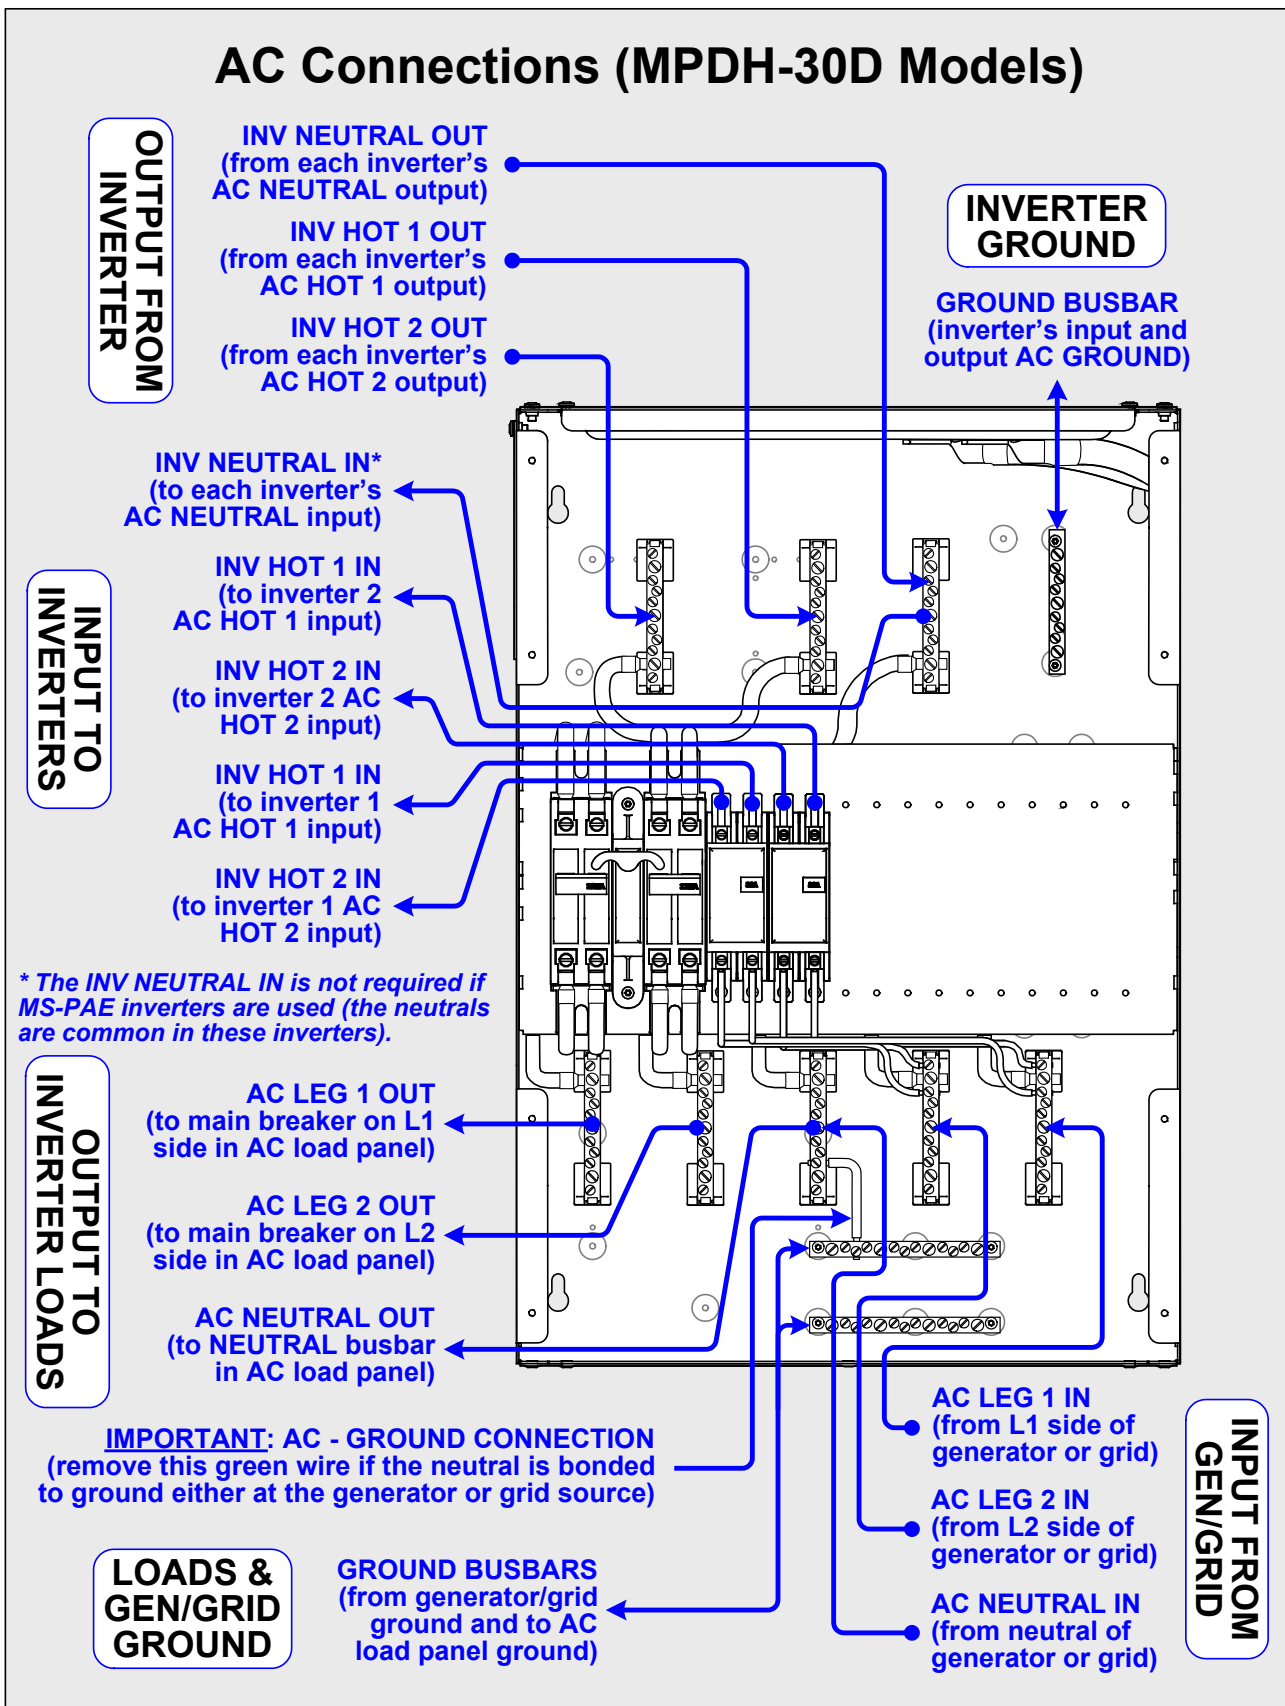 AC Connections (MPDH-30D Models)
OUTPUT FROM
INVERTER
INV NEUTRAL OUT
(from each inverter’s
AC NEUTRAL output)
INV HOT 1 OUT
(from each inverter’s
AC HOT 1 output)
INV HOT 2 OUT
(from each inverter’s
AC HOT 2 output)
INVERTER
GROUND
GROUND BUSBAR
(inverter’s input and
output AC GROUND)
INPUT TO
INVERTERS
INV NEUTRAL IN*
(to each inverter’s
AC NEUTRAL input)
INV HOT 1 IN
(to inverter 2
AC HOT 1 input)
INV HOT 2 IN
(to inverter 2 AC
HOT 2 input)
INV HOT 1 IN
(to inverter 1
AC HOT 1 input)
INV HOT 2 IN
(to inverter 1 AC
HOT 2 input)
* The INV NEUTRAL IN is not required if
MS-PAE inverters are used (the neutrals
are common in these inverters).
OUTPUT TO
INVERTER LOADS
AC LEG 1 OUT
(to main breaker on L1
side in AC load panel)
AC LEG 2 OUT
(to main breaker on L2
side in AC load panel)
AC NEUTRAL OUT
(to NEUTRAL busbar
in AC load panel)
IMPORTANT: AC - GROUND CONNECTION
(remove this green wire if the neutral is bonded
to ground either at the generator or grid source)
LOADS &
GEN/GRID
GROUND
GROUND BUSBARS
(from generator/grid
ground and to AC
load panel ground)
AC LEG 1 IN
(from L1 side of
generator or grid)
AC LEG 2 IN
(from L2 side of
generator or grid)
AC NEUTRAL IN
(from neutral of
generator or grid)
INPUT FROM
GEN/GRID